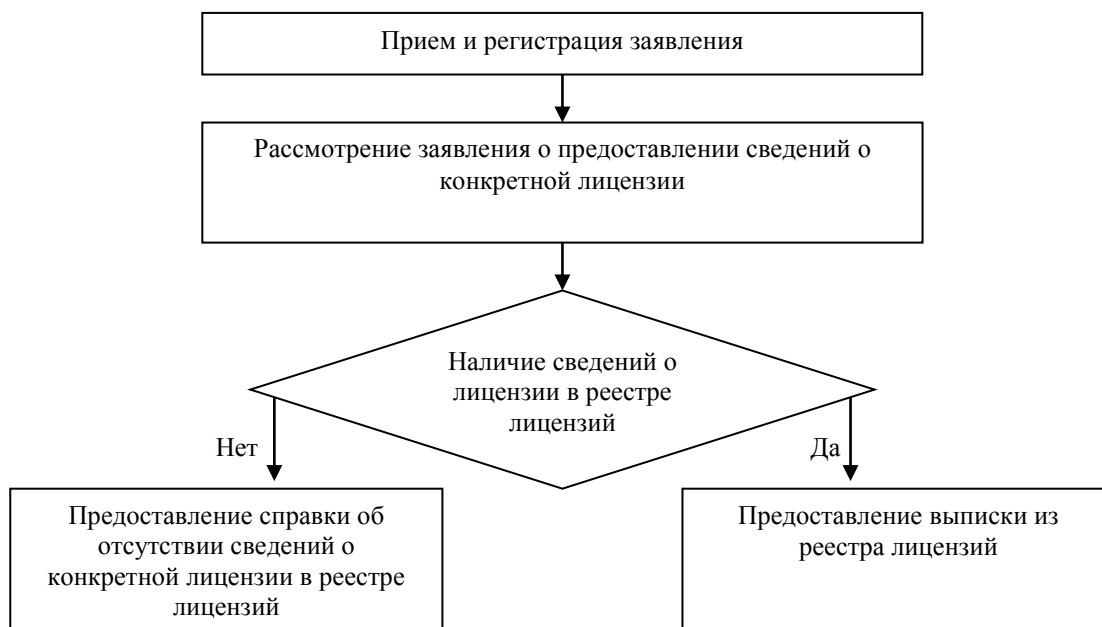 Прием и регистрация заявления
Рассмотрение заявления о предоставлении сведений о
конкретной лицензии
Наличие сведений о
лицензии в реестре
лицензий
Нет
Да
Предоставление справки об
отсутствии сведений о
конкретной лицензии в реестре
лицензий
Предоставление выписки из
реестра лицензий